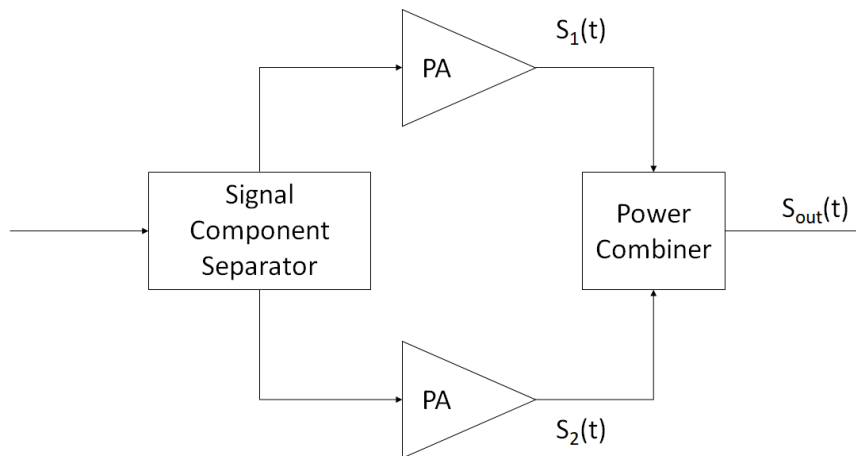 S₁(t)
PA
Signal
Component
Separator
Power
Combiner
Sout(t)
PA
S₂(t)